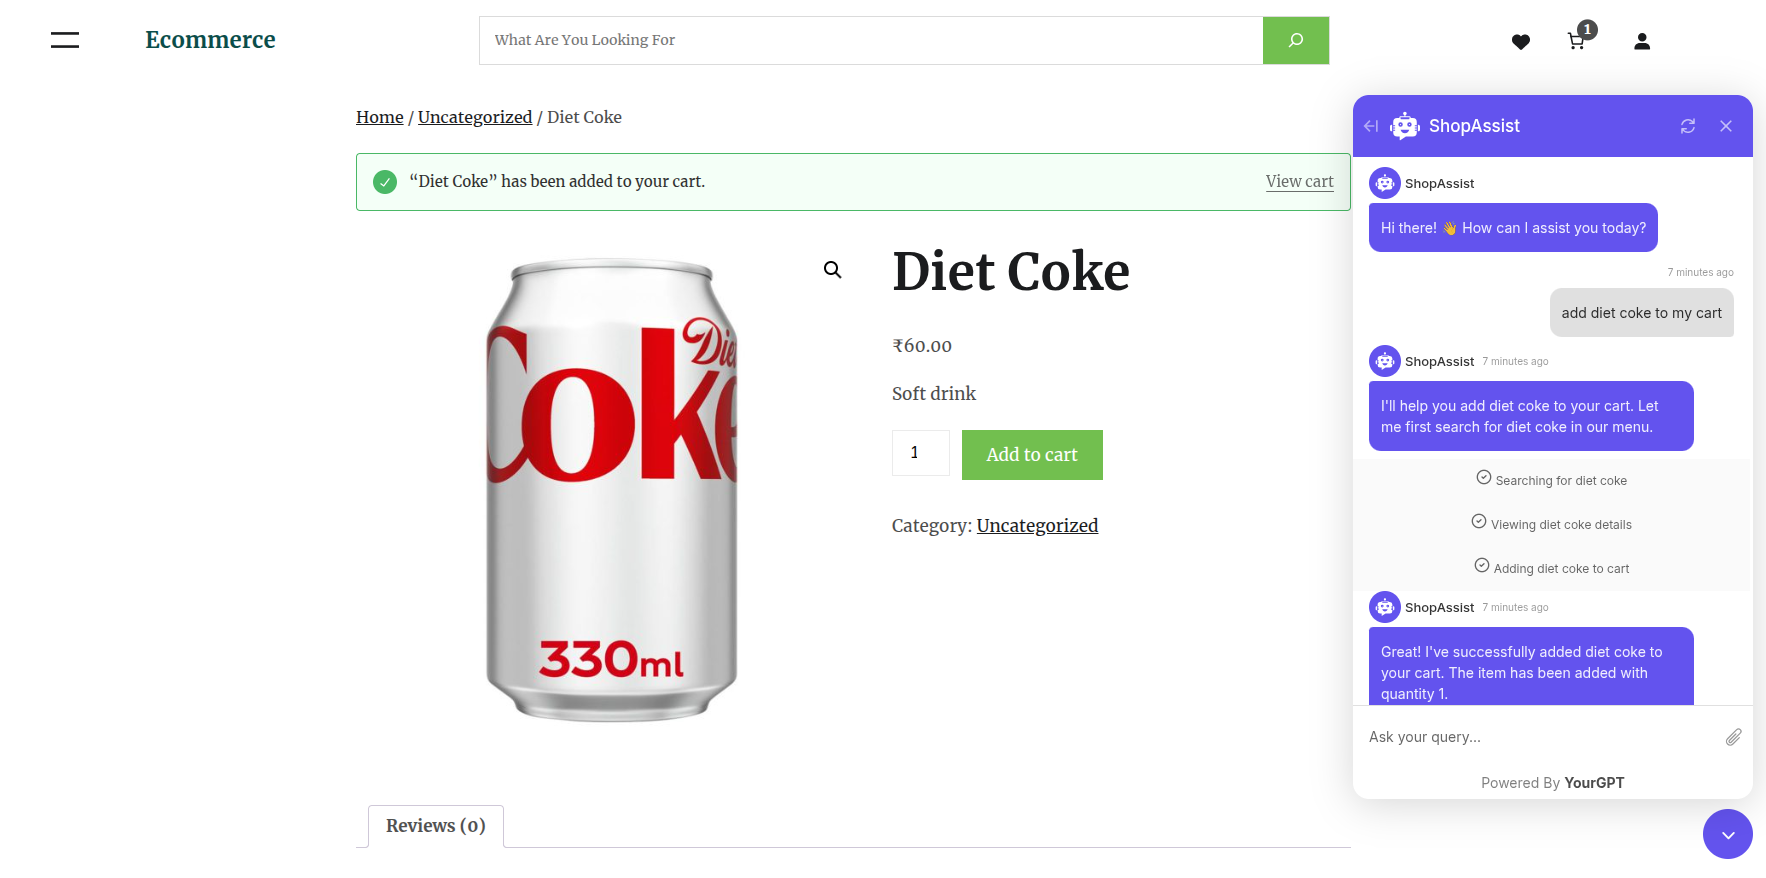 Ecommerce
What Are You Looking For
1
Home / Uncategorized / Diet Coke
“Diet Coke” has been added to your cart.
View cart
Diet
Coke
330ml
Diet Coke
₹60.00
Soft drink
1
Add to cart
Category: Uncategorized
Reviews (0)
ShopAssist
ShopAssist
Hi there! 👋 How can I assist you today?
7 minutes ago
add diet coke to my cart
ShopAssist 7 minutes ago
I'll help you add diet coke to your cart. Let
me first search for diet coke in our menu.
Searching for diet coke
Viewing diet coke details
Adding diet coke to cart
ShopAssist 7 minutes ago
Great! I've successfully added diet coke to
your cart. The item has been added with
quantity 1.
Ask your query...
Powered By YourGPT